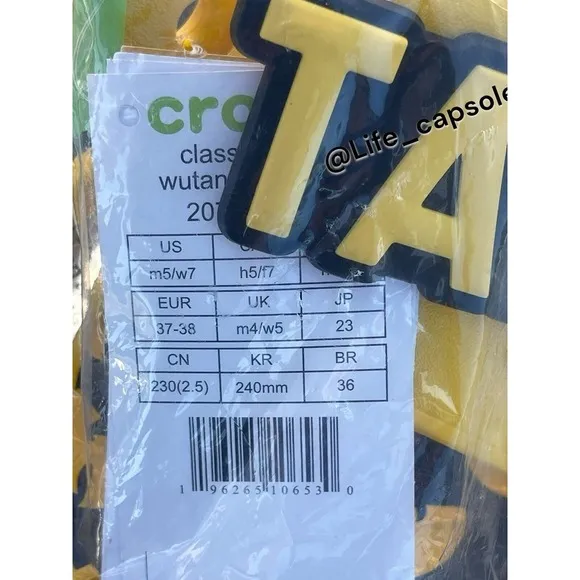 TA
@Life_capsole
cro
class
wutan
207
US
m5/w7 h5/f7
EUR UK JP
37-38 m4/w5 23
CN KR BR
230(2.5) 240mm 36
1 96265 10653 0